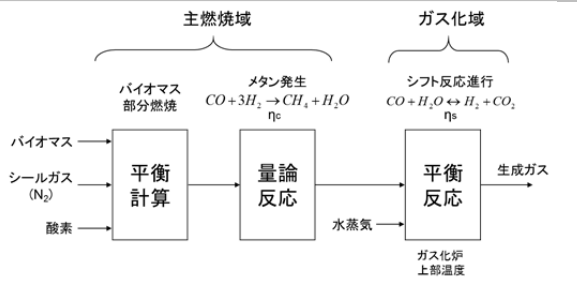 主燃焼域
ガス化域
バイオマス
部分燃焼
メタン発生
CO+3H₂→CH₄+H₂O
ηc
シフト反応進行
CO+H₂O↔H₂+CO₂
ηs
バイオマス
シールガス
(N₂)
酸素
平衡
計算
量論
反応
水蒸気
平衡
反応
生成ガス
ガス化炉
上部温度